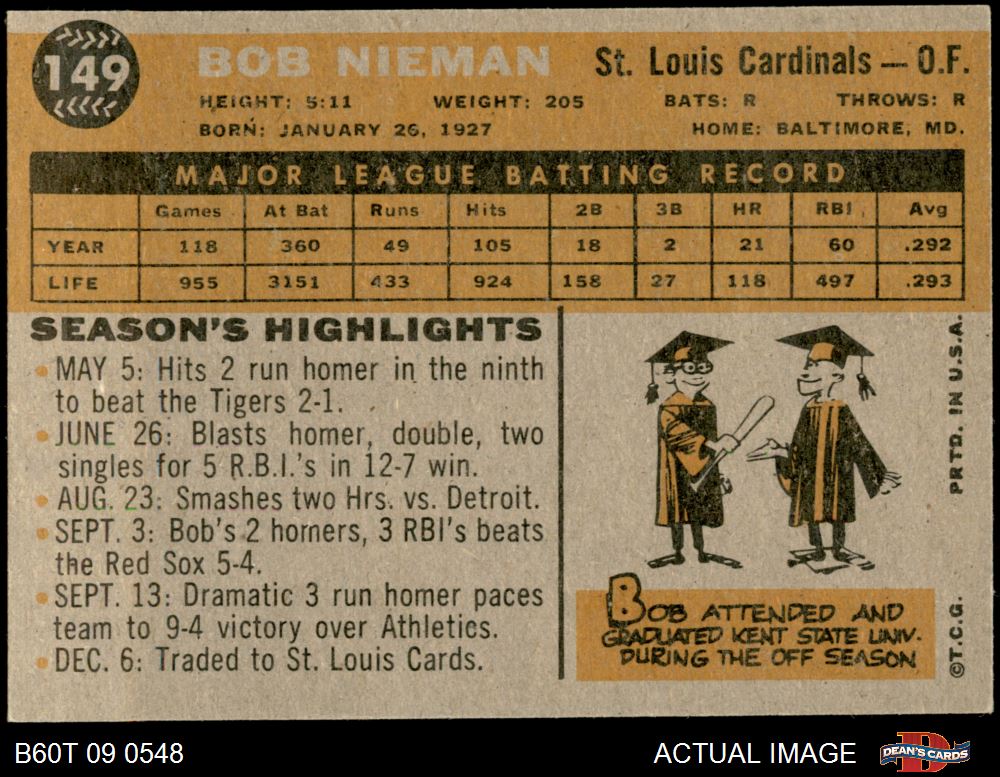 149
BOB NIEMAN
St. Louis Cardinals — O.F.
HEIGHT: 5:11 WEIGHT: 205 BATS: R THROWS: R
BORN: JANUARY 26, 1927 HOME: BALTIMORE, MD.
MAJOR LEAGUE BATTING RECORD
Games At Bat Runs Hits 2B 3B HR RBI Avg
YEAR 118 360 49 105 18 2 21 60 .292
LIFE 955 3151 433 924 158 27 118 497 .293
SEASON'S HIGHLIGHTS
• MAY 5: Hits 2 run homer in the ninth
to beat the Tigers 2-1.
• JUNE 26: Blasts homer, double, two
singles for 5 R.B.I.'s in 12-7 win.
• AUG. 23: Smashes two Hrs. vs. Detroit.
• SEPT. 3: Bob's 2 homers, 3 RBI's beats
the Red Sox 5-4.
• SEPT. 13: Dramatic 3 run homer paces
team to 9-4 victory over Athletics.
• DEC. 6: Traded to St. Louis Cards.
BOB ATTENDED AND
GRADUATED KENT STATE UNIV.
DURING THE OFF SEASON
©T.C.G. PRTD. IN U.S.A.
B60T 09 0548
ACTUAL IMAGE
DEAN'S CARDS